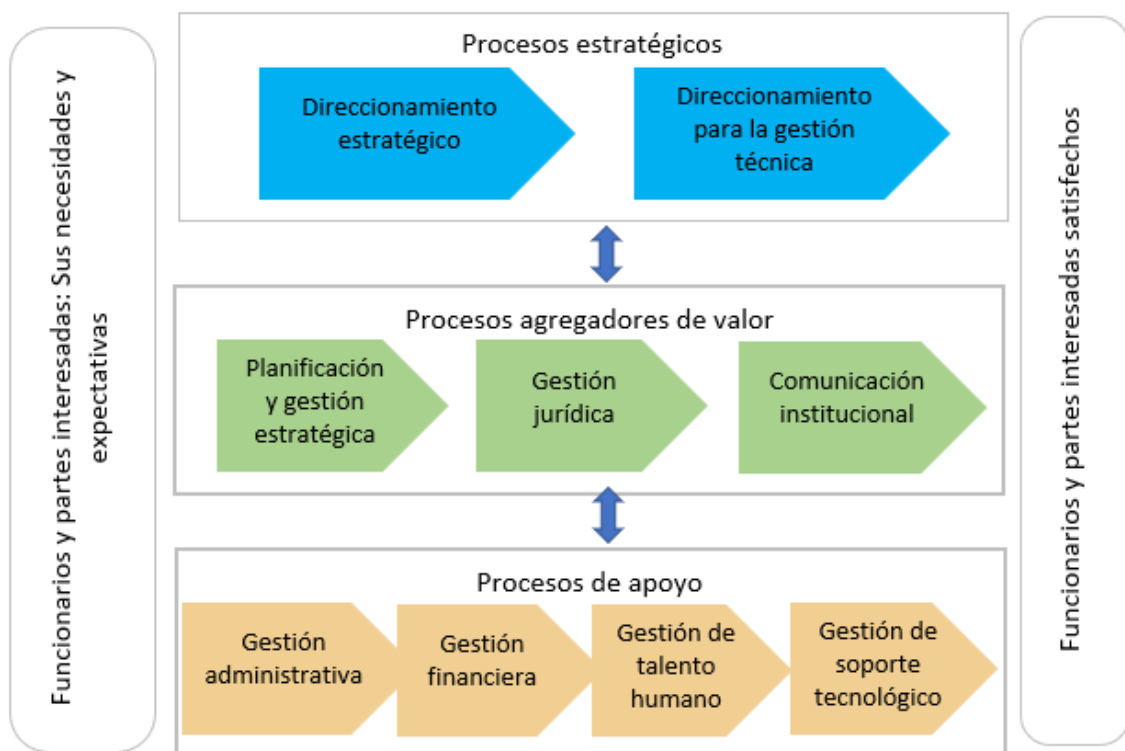 Funcionarios y partes interesadas: Sus necesidades y
expectativas
Procesos estratégicos
Direccionamiento
estratégico
Direccionamiento
para la gestión
técnica
Procesos agregadores de valor
Planificación
y gestión
estratégica
Gestión
jurídica
Comunicación
institucional
Procesos de apoyo
Gestión
administrativa
Gestión
financiera
Gestión de
talento
humano
Gestión de
soporte
tecnológico
Funcionarios y partes interesadas satisfechos